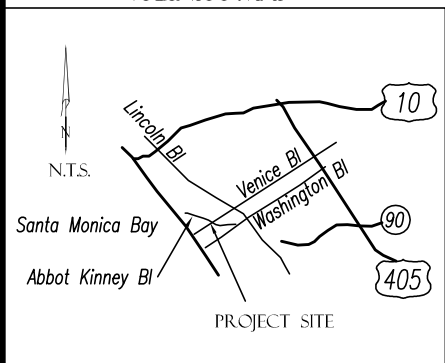 10
Lincoln Bl
N
N.T.S.
Venice Bl
Washington Bl
Santa Monica Bay
90
Abbot Kinney Bl
405
PROJECT SITE